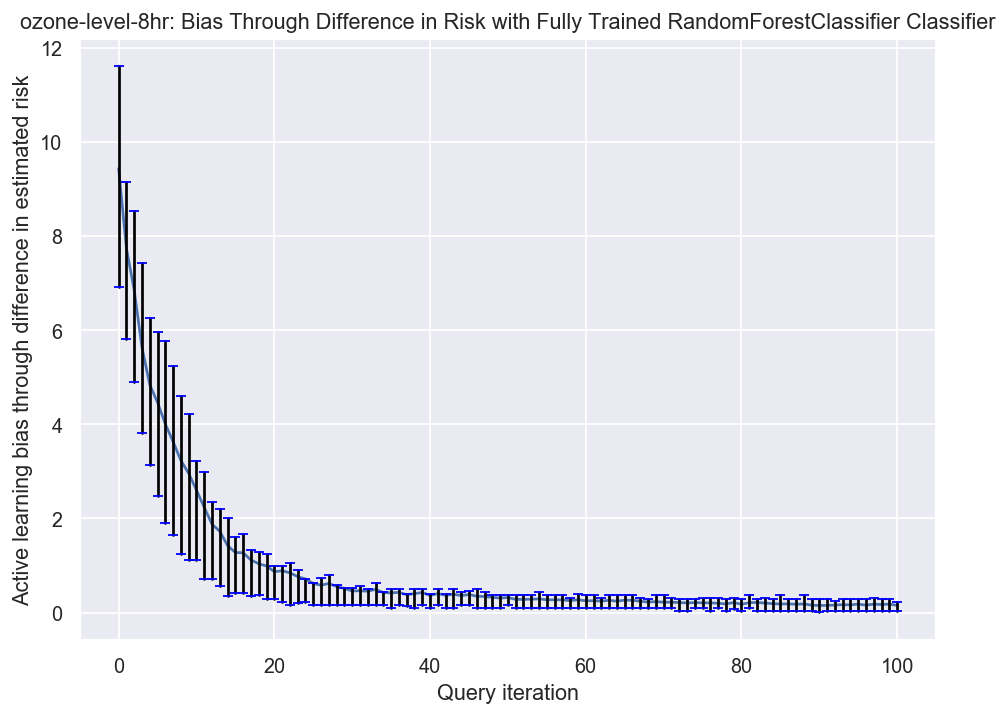 ozone-level-8hr: Bias Through Difference in Risk with Fully Trained RandomForestClassifier Classifier
Active learning bias through difference in estimated risk
12
10
8
6
4
2
0
0 20 40 60 80 100
Query iteration